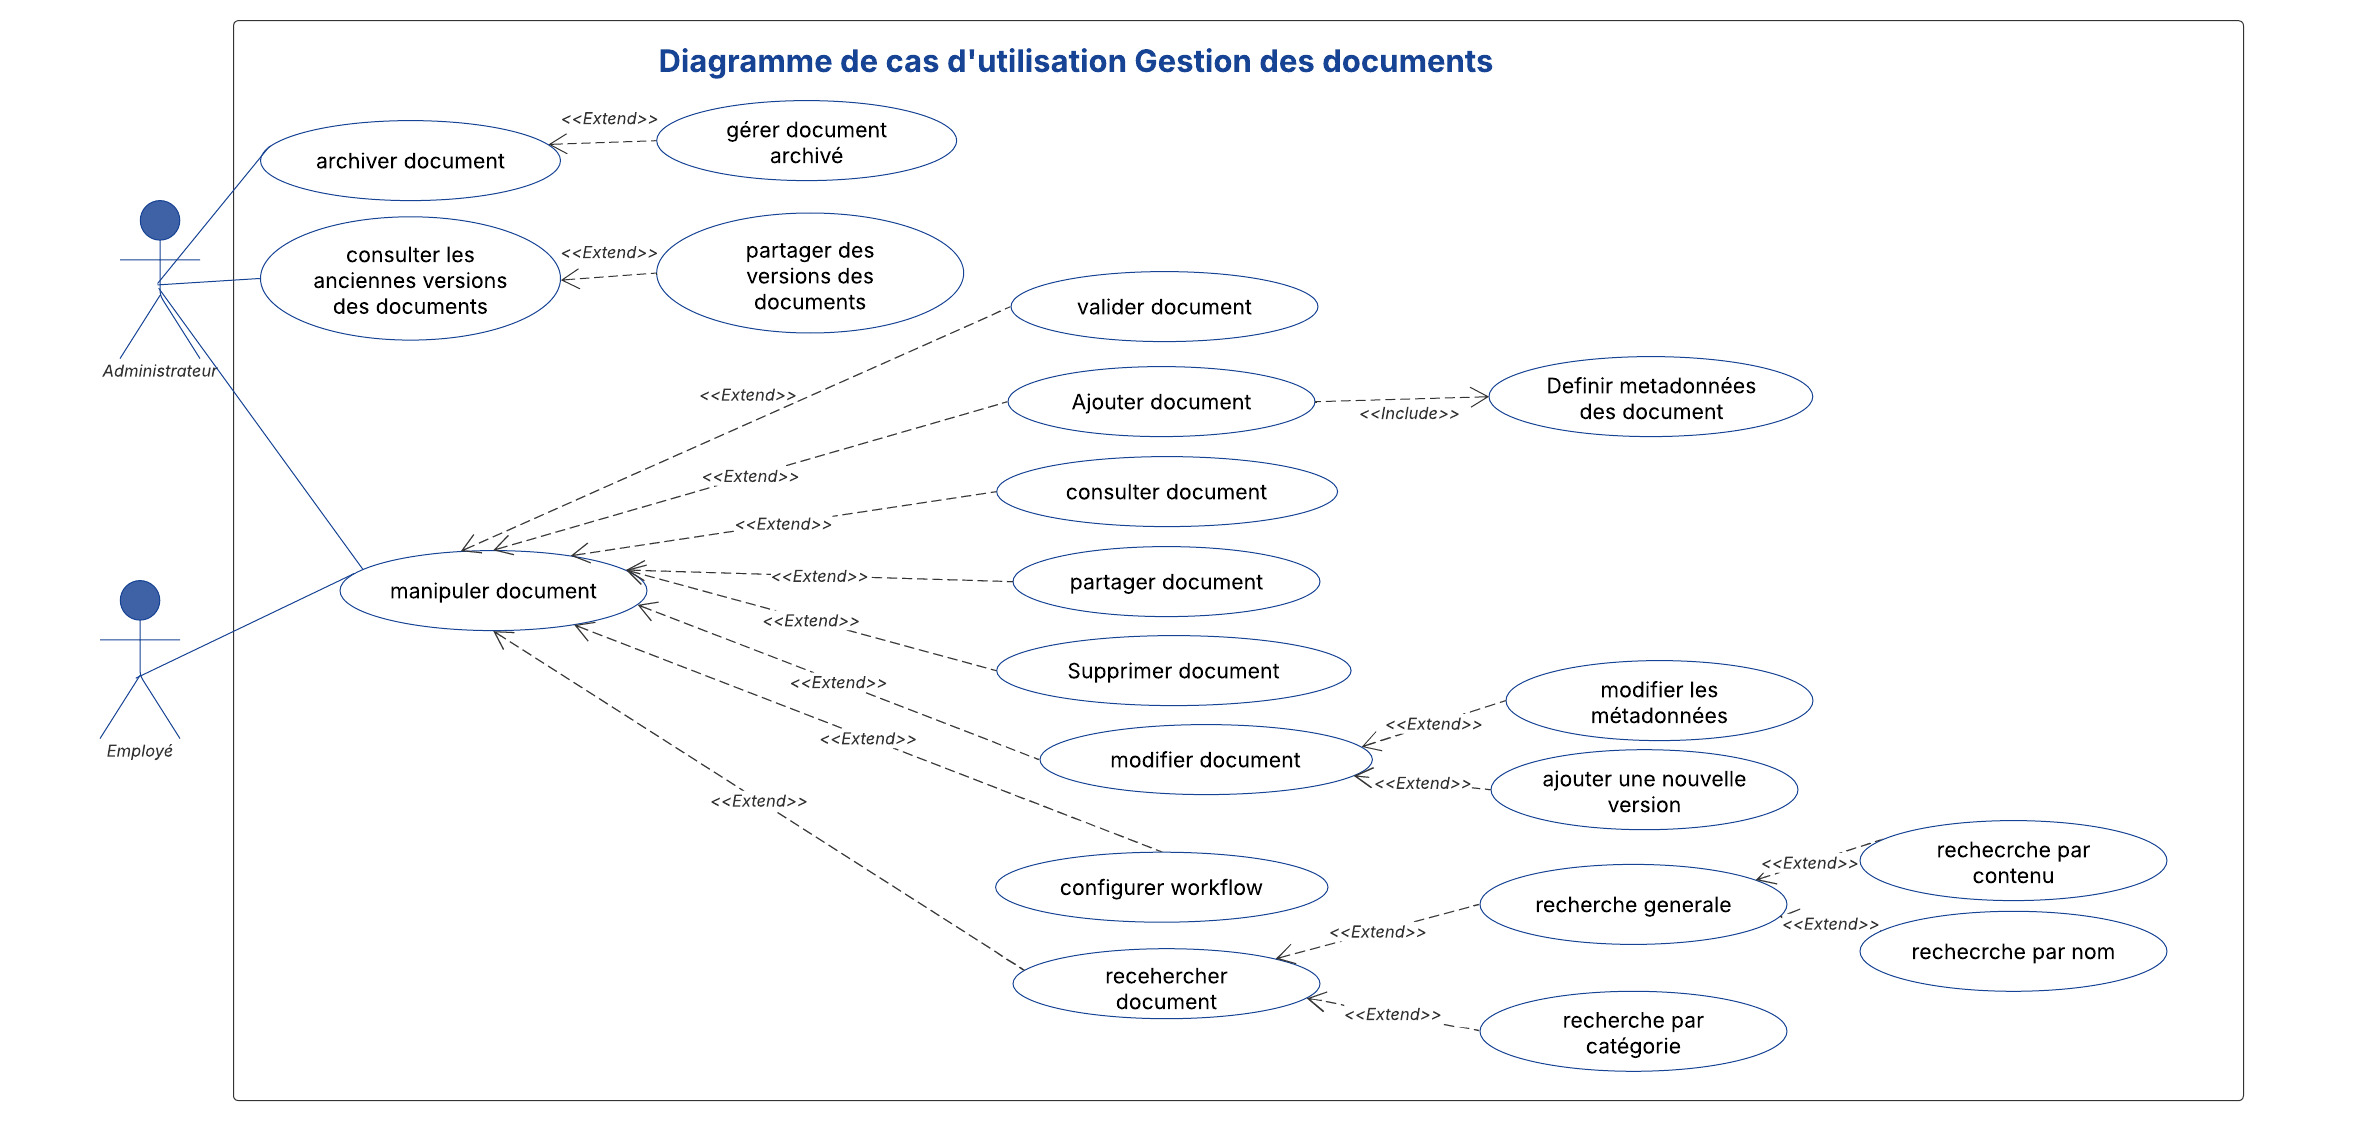 Diagramme de cas d'utilisation Gestion des documents
<<Extend>>
gérer document
archivé
archiver document
consulter les
anciennes versions
des documents
<<Extend>>
partager des
versions des
documents
Administrateur
valider document
<<Extend>>
Ajouter document
<<Include>>
Definir metadonnées
des document
<<Extend>>
consulter document
<<Extend>>
manipuler document
<<Extend>>
partager document
<<Extend>>
Supprimer document
Employé
<<Extend>>
modifier document
<<Extend>>
modifier les
métadonnées
<<Extend>>
ajouter une nouvelle
version
<<Extend>>
configurer workflow
<<Extend>>
recehercher
document
<<Extend>>
recherche generale
<<Extend>>
rechecrche par
contenu
<<Extend>>
rechecrche par nom
<<Extend>>
recherche par
catégorie